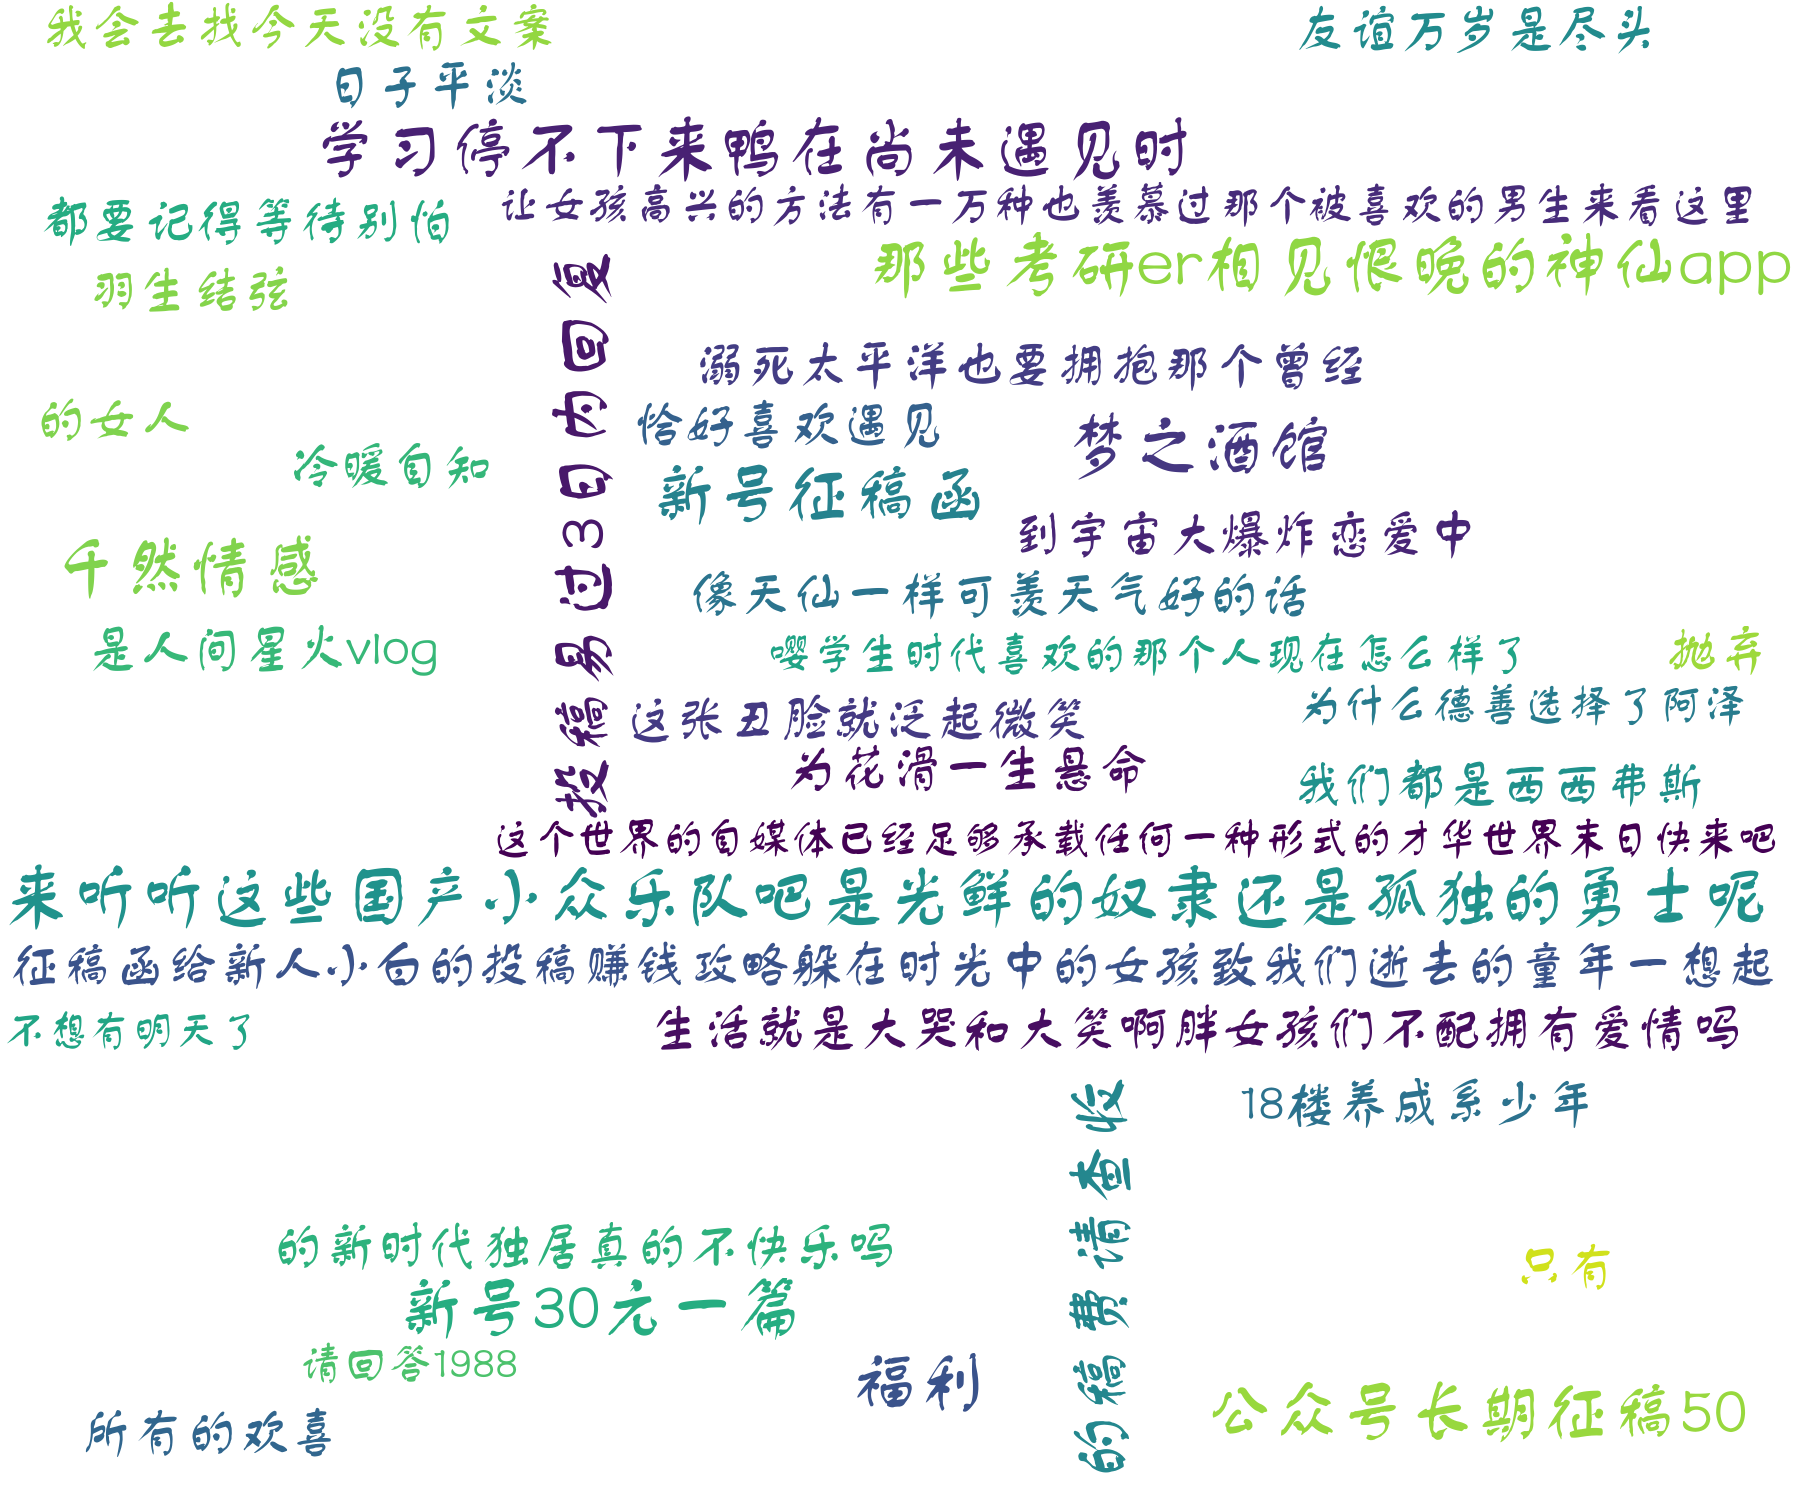 我会去找今天没有文案
友谊万岁是尽头
日子平淡
学习停不下来鸭在尚未遇见时
都要记得等待别怕
让女孩高兴的方法有一万种也羡慕过那个被喜欢的男生来看这里
那些考研er相见恨晚的神仙app
羽生结弦
投稿易过3日内回复
溺死太平洋也要拥抱那个曾经
的女人
恰好喜欢遇见
梦之酒馆
冷暖自知
新号征稿函
到宇宙大爆炸恋爱中
千然情感
像天仙一样可羡天气好的话
是人间星火vlog
嘤学生时代喜欢的那个人现在怎么样了
抛弃
为什么德善选择了阿泽
这张丑脸就泛起微笑
为花滑一生悬命
我们都是西西弗斯
这个世界的自媒体已经足够承载任何一种形式的才华世界末日快来吧
来听听这些国产小众乐队吧是光鲜的奴隶还是孤独的勇士呢
征稿函给新人小白的投稿赚钱攻略躲在时光中的女孩致我们逝去的童年一想起
不想有明天了
生活就是大哭和大笑啊胖女孩们不配拥有爱情吗
的稿费请查收
18楼养成系少年
的新时代独居真的不快乐吗
只有
新号30元一篇
请回答1988
福利
公众号长期征稿50
所有的欢喜